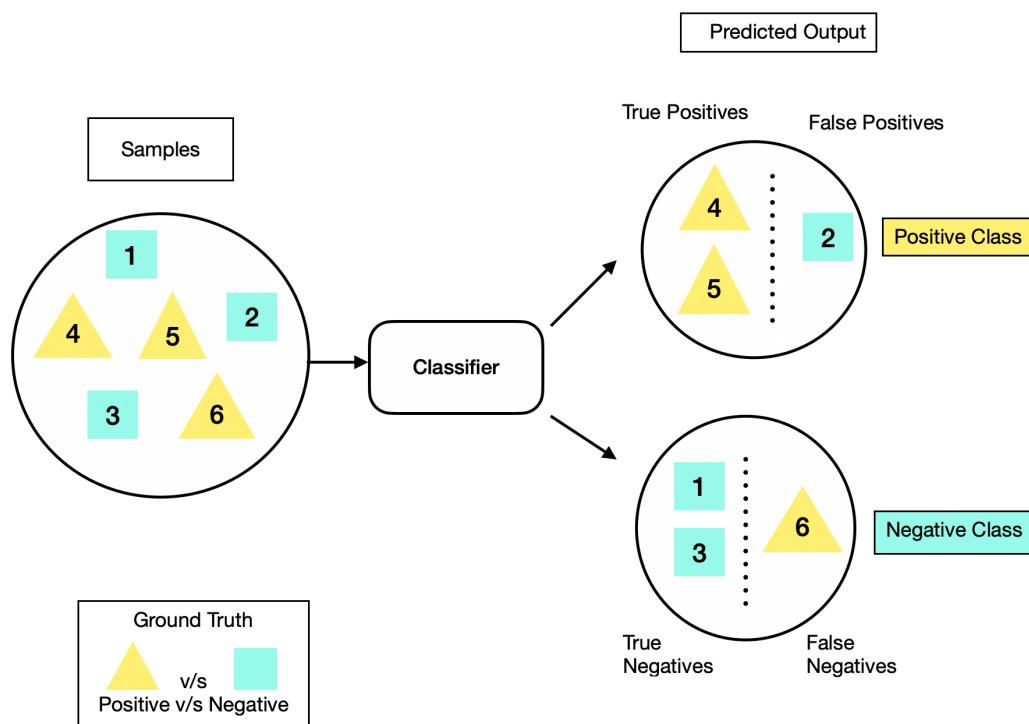 Predicted Output
True Positives
False Positives
Samples
1
4
5
2
3
6
Classifier
4
5
2
Positive Class
1
3
6
Negative Class
True
Negatives
False
Negatives
Ground Truth
v/s
Positive v/s Negative